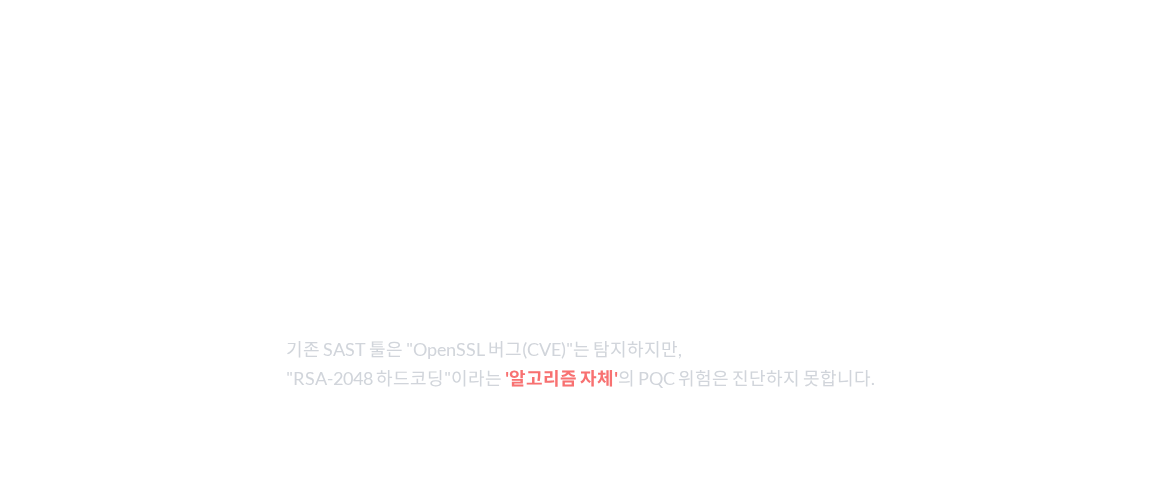 기존 SAST 툴은 "OpenSSL 버그(CVE)"는 탐지하지만,
"RSA-2048 하드코딩"이라는 '알고리즘 자체'의 PQC 위험은 진단하지 못합니다.